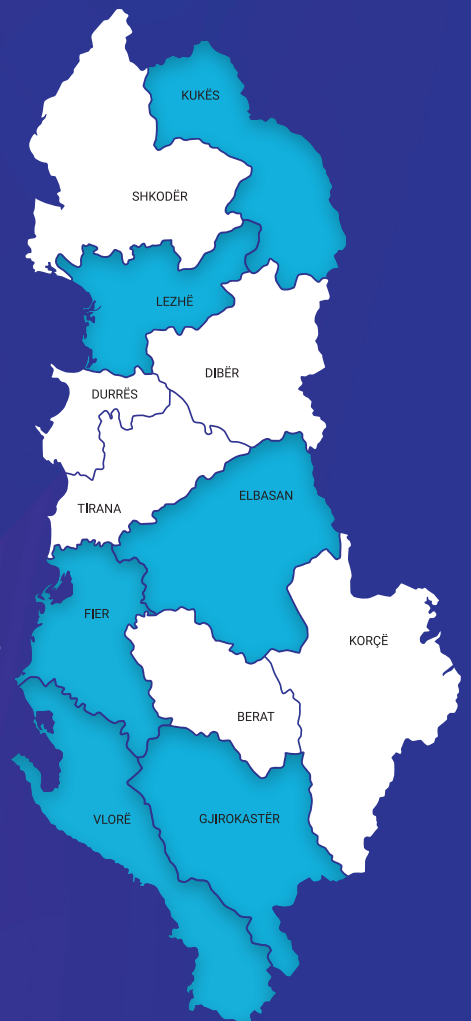 KUKËS
SHKODËR
LEZHË
DIBËR
DURRËS
ELBASAN
TIRANA
FIER
KORÇË
BERAT
VLORË
GJIROKASTËR